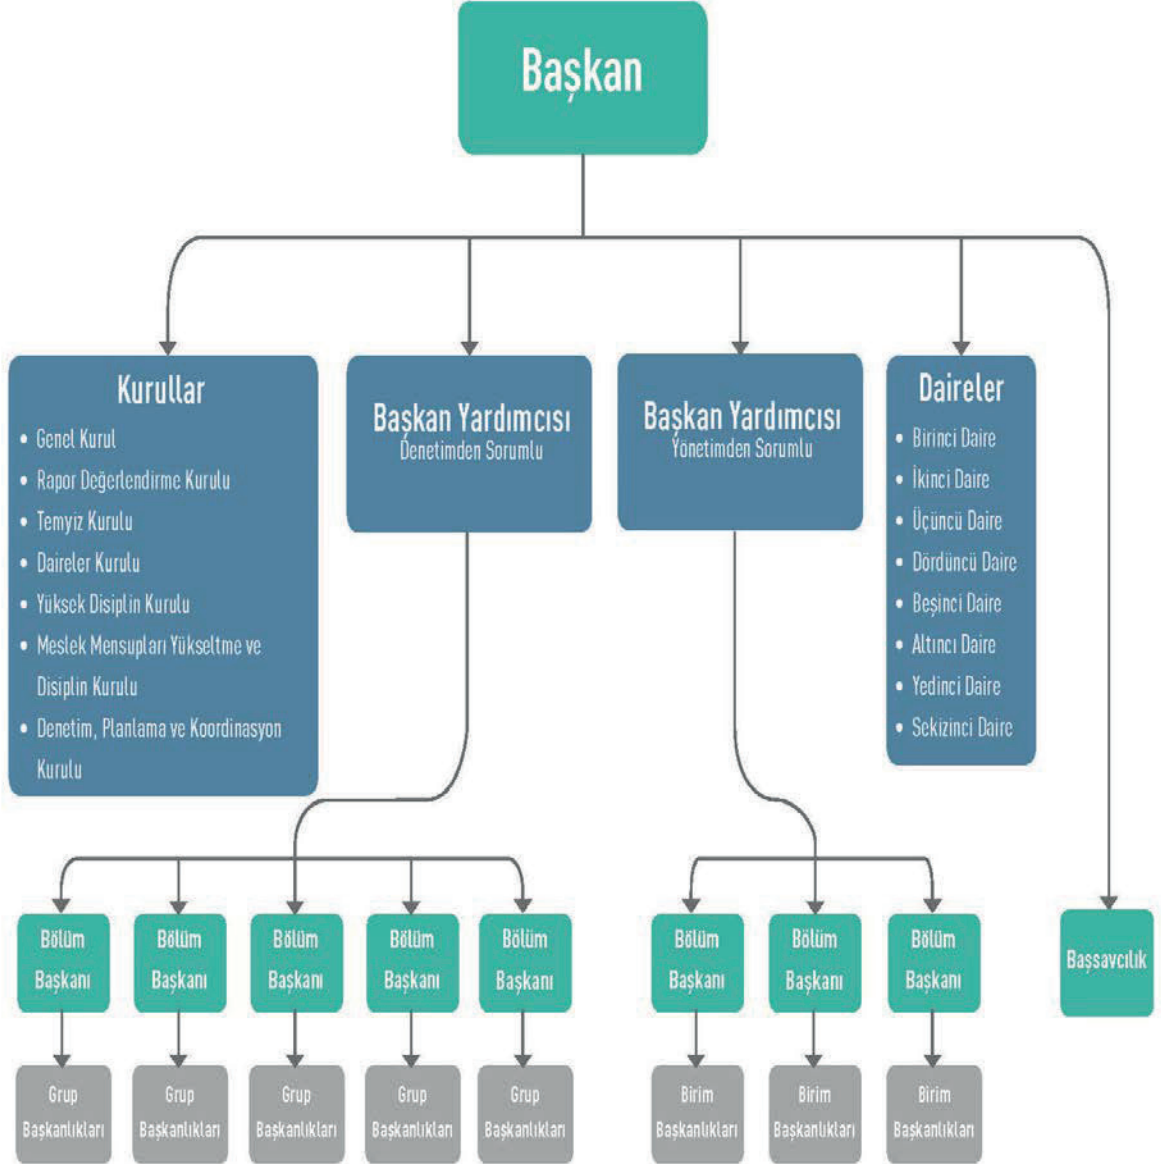 Başkan
Kurullar
• Genel Kurul
• Rapor Değerlendirme Kurulu
• Temyiz Kurulu
• Daireler Kurulu
• Yüksek Disiplin Kurulu
• Meslek Mensupları Yükseltme ve
Disiplin Kurulu
• Denetim, Planlama ve Koordinasyon
Kurulu
Başkan Yardımcısı
Denetimden Sorumlu
Başkan Yardımcısı
Yönetimden Sorumlu
Daireler
• Birinci Daire
• İkinci Daire
• Üçüncü Daire
• Dördüncü Daire
• Beşinci Daire
• Altıncı Daire
• Yedinci Daire
• Sekizinci Daire
Bölüm
Başkanı
Bölüm
Başkanı
Bölüm
Başkanı
Bölüm
Başkanı
Bölüm
Başkanı
Bölüm
Başkanı
Bölüm
Başkanı
Bölüm
Başkanı
Başsavcılık
Grup
Başkanlıkları
Grup
Başkanlıkları
Grup
Başkanlıkları
Grup
Başkanlıkları
Grup
Başkanlıkları
Birim
Başkanlıkları
Birim
Başkanlıkları
Birim
Başkanlıkları